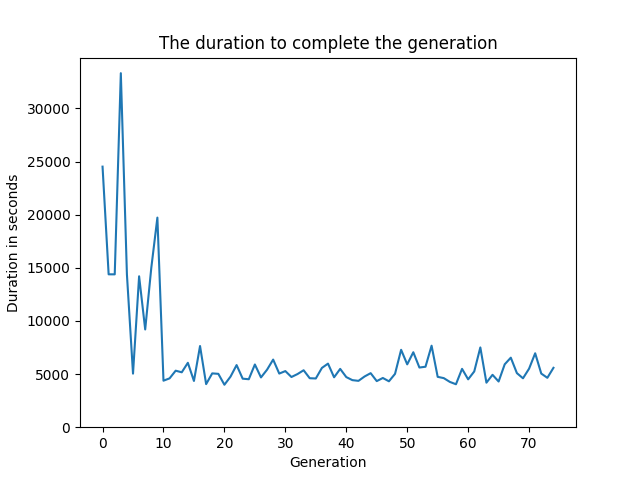 The duration to complete the generation
Duration in seconds
30000
25000
20000
15000
10000
5000
0
0 10 20 30 40 50 60 70
Generation